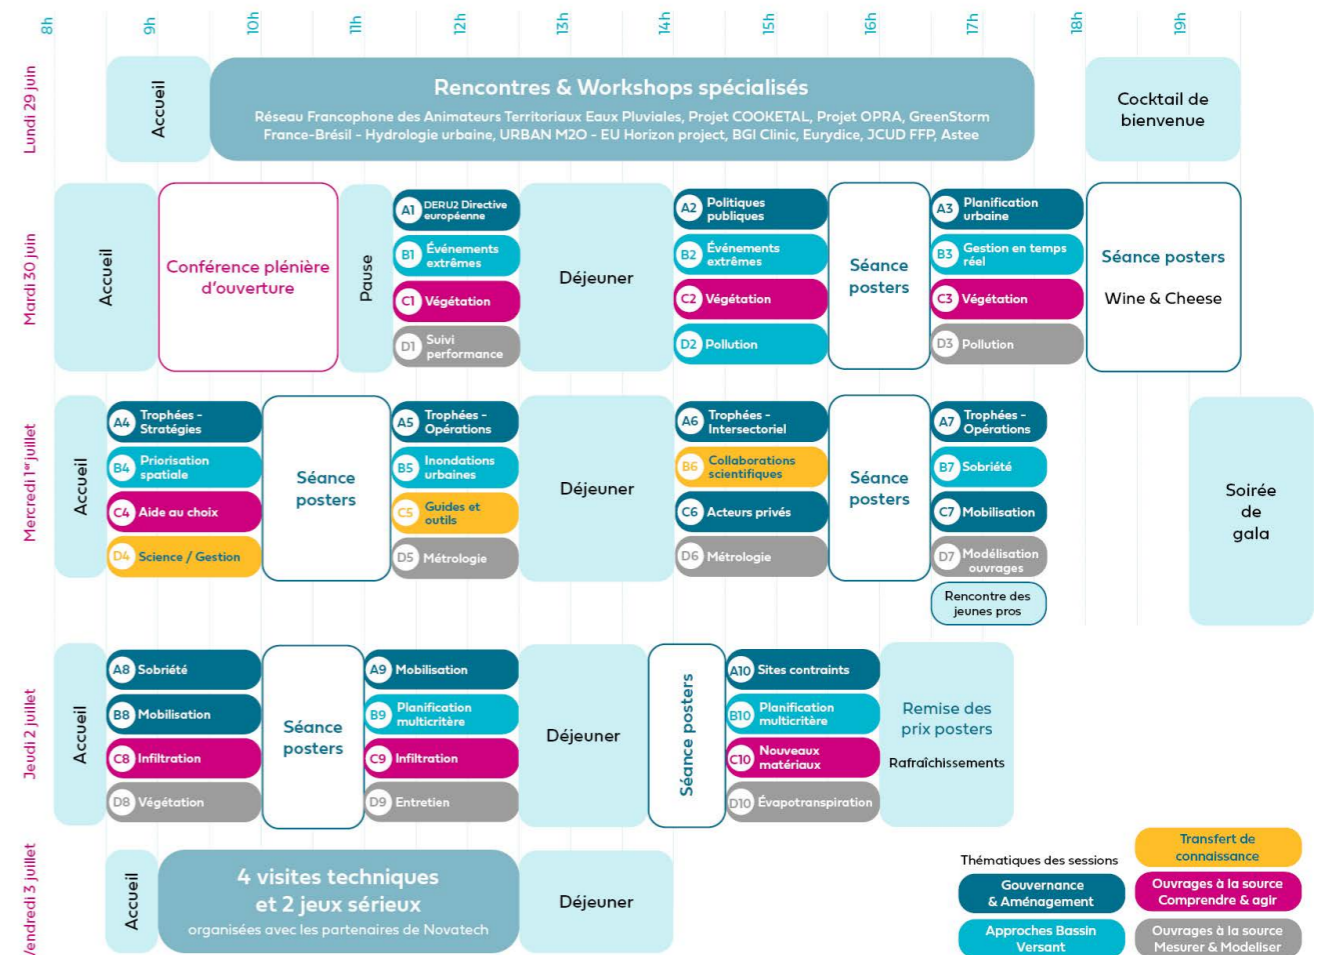 8h
9h
10h
11h
12h
13h
14h
15h
16h
17h
18h
19h
Lundi 29 juin
Accueil
Rencontres & Workshops spécialisés
Réseau Francophone des Animateurs Territoriaux Eaux Pluviales, Projet COOKETAL, Projet OPRA, GreenStorm
France-Brésil - Hydrologie urbaine, URBAN M2O - EU Horizon project, BGI Clinic, Eurydice, JCUD FFP, Astee
Cocktail de
bienvenue
Mardi 30 juin
Accueil
Conférence plénière
d'ouverture
Pause
A1 DERU2 Directive
européenne
B1 Événements
extrêmes
C1 Végétation
D1 Suivi
performance
Déjeuner
A2 Politiques
publiques
B2 Événements
extrêmes
C2 Végétation
D2 Pollution
Séance
posters
A3 Planification
urbaine
B3 Gestion en temps
réel
C3 Végétation
D3 Pollution
Séance posters
Wine & Cheese
Mercredi 1er juillet
Accueil
A4 Trophées -
Stratégies
B4 Priorisation
spatiale
C4 Aide au choix
D4 Science / Gestion
Séance
posters
A5 Trophées -
Opérations
B5 Inondations
urbaines
C5 Guides et
outils
D5 Métrologie
Déjeuner
A6 Trophées -
Intersectoriel
B6 Collaborations
scientifiques
C6 Acteurs privés
D6 Métrologie
Séance
posters
A7 Trophées -
Opérations
B7 Sobriété
C7 Mobilisation
D7 Modélisation
ouvrages
Rencontre des
jeunes pros
Soirée
de
gala
Jeudi 2 juillet
Accueil
A8 Sobriété
B8 Mobilisation
C8 Infiltration
D8 Végétation
Séance
posters
A9 Mobilisation
B9 Planification
multicritère
C9 Infiltration
D9 Entretien
Déjeuner
Séance posters
A10 Sites contraints
B10 Planification
multicritère
C10 Nouveaux
matériaux
D10 Évapotranspiration
Remise des
prix posters
Rafraîchissements
Vendredi 3 juillet
Accueil
4 visites techniques
et 2 jeux sérieux
organisées avec les partenaires de Novatech
Déjeuner
Thématiques des sessions
Transfert de
connaissance
Gouvernance
& Aménagement
Ouvrages à la source
Comprendre & agir
Approches Bassin
Versant
Ouvrages à la source
Mesurer & Modeliser